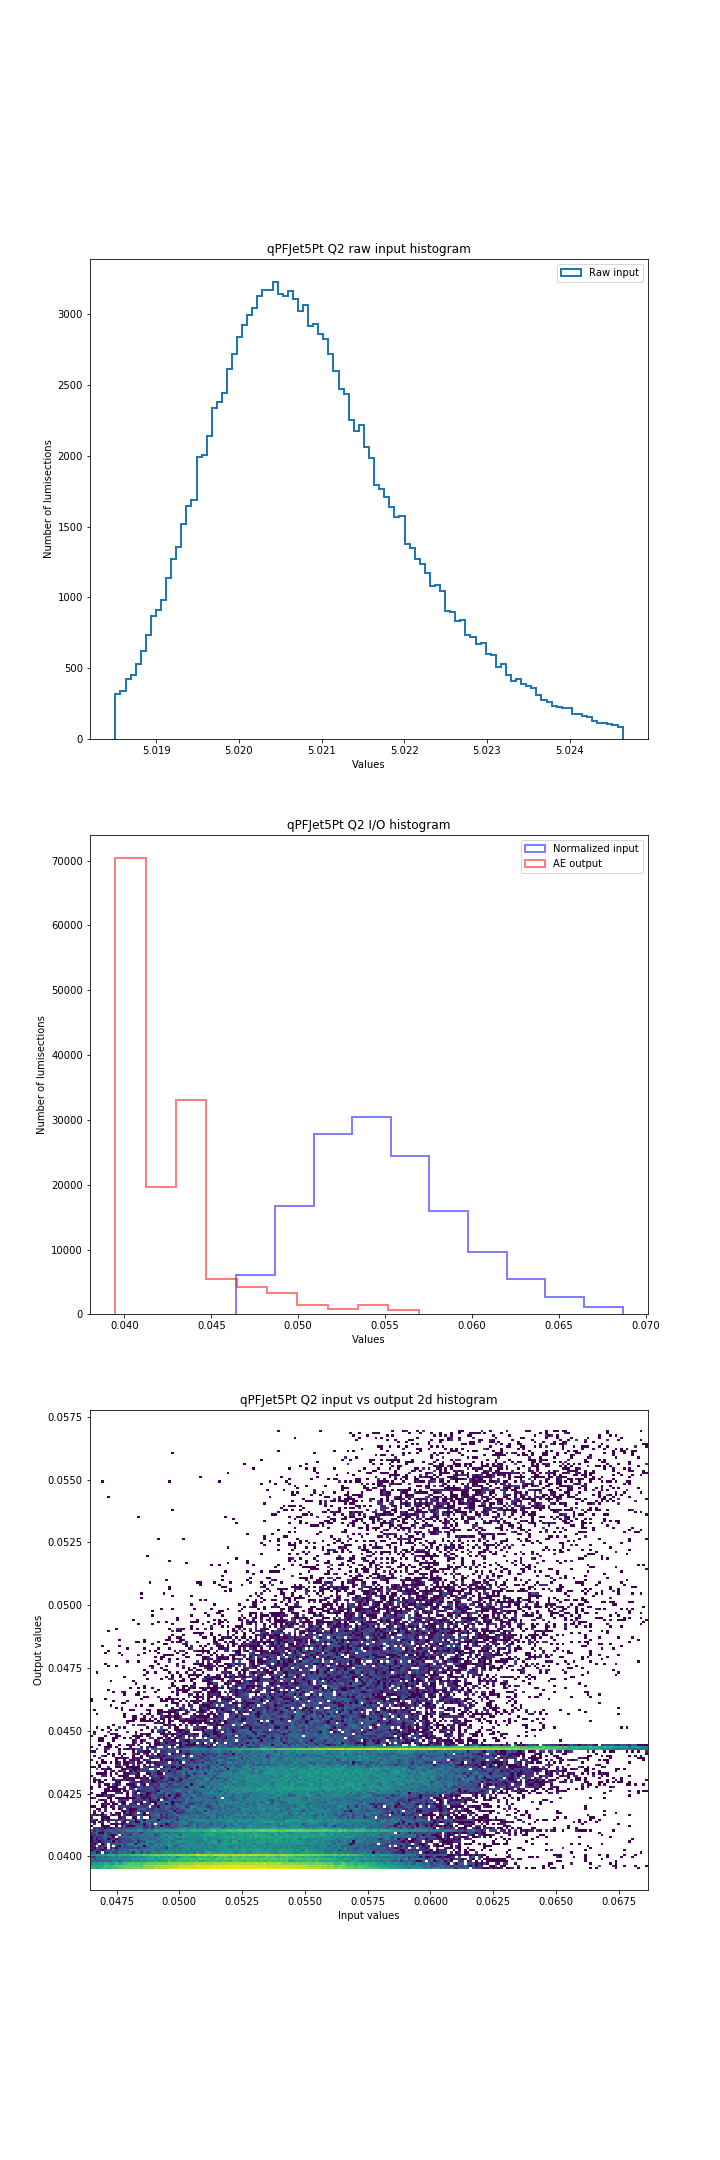 qPFJet5Pt Q2 raw input histogram
Raw input
3000
2500
2000
1500
1000
500
0
Number of lumisections
5.019 5.020 5.021 5.022 5.023 5.024
Values
qPFJet5Pt Q2 I/O histogram
Normalized input
AE output
70000
60000
50000
40000
30000
20000
10000
0
Number of lumisections
0.040 0.045 0.050 0.055 0.060 0.065 0.070
Values
qPFJet5Pt Q2 input vs output 2d histogram
0.0575
0.0550
0.0525
0.0500
0.0475
0.0450
0.0425
0.0400
Output values
0.0475 0.0500 0.0525 0.0550 0.0575 0.0600 0.0625 0.0650 0.0675
Input values